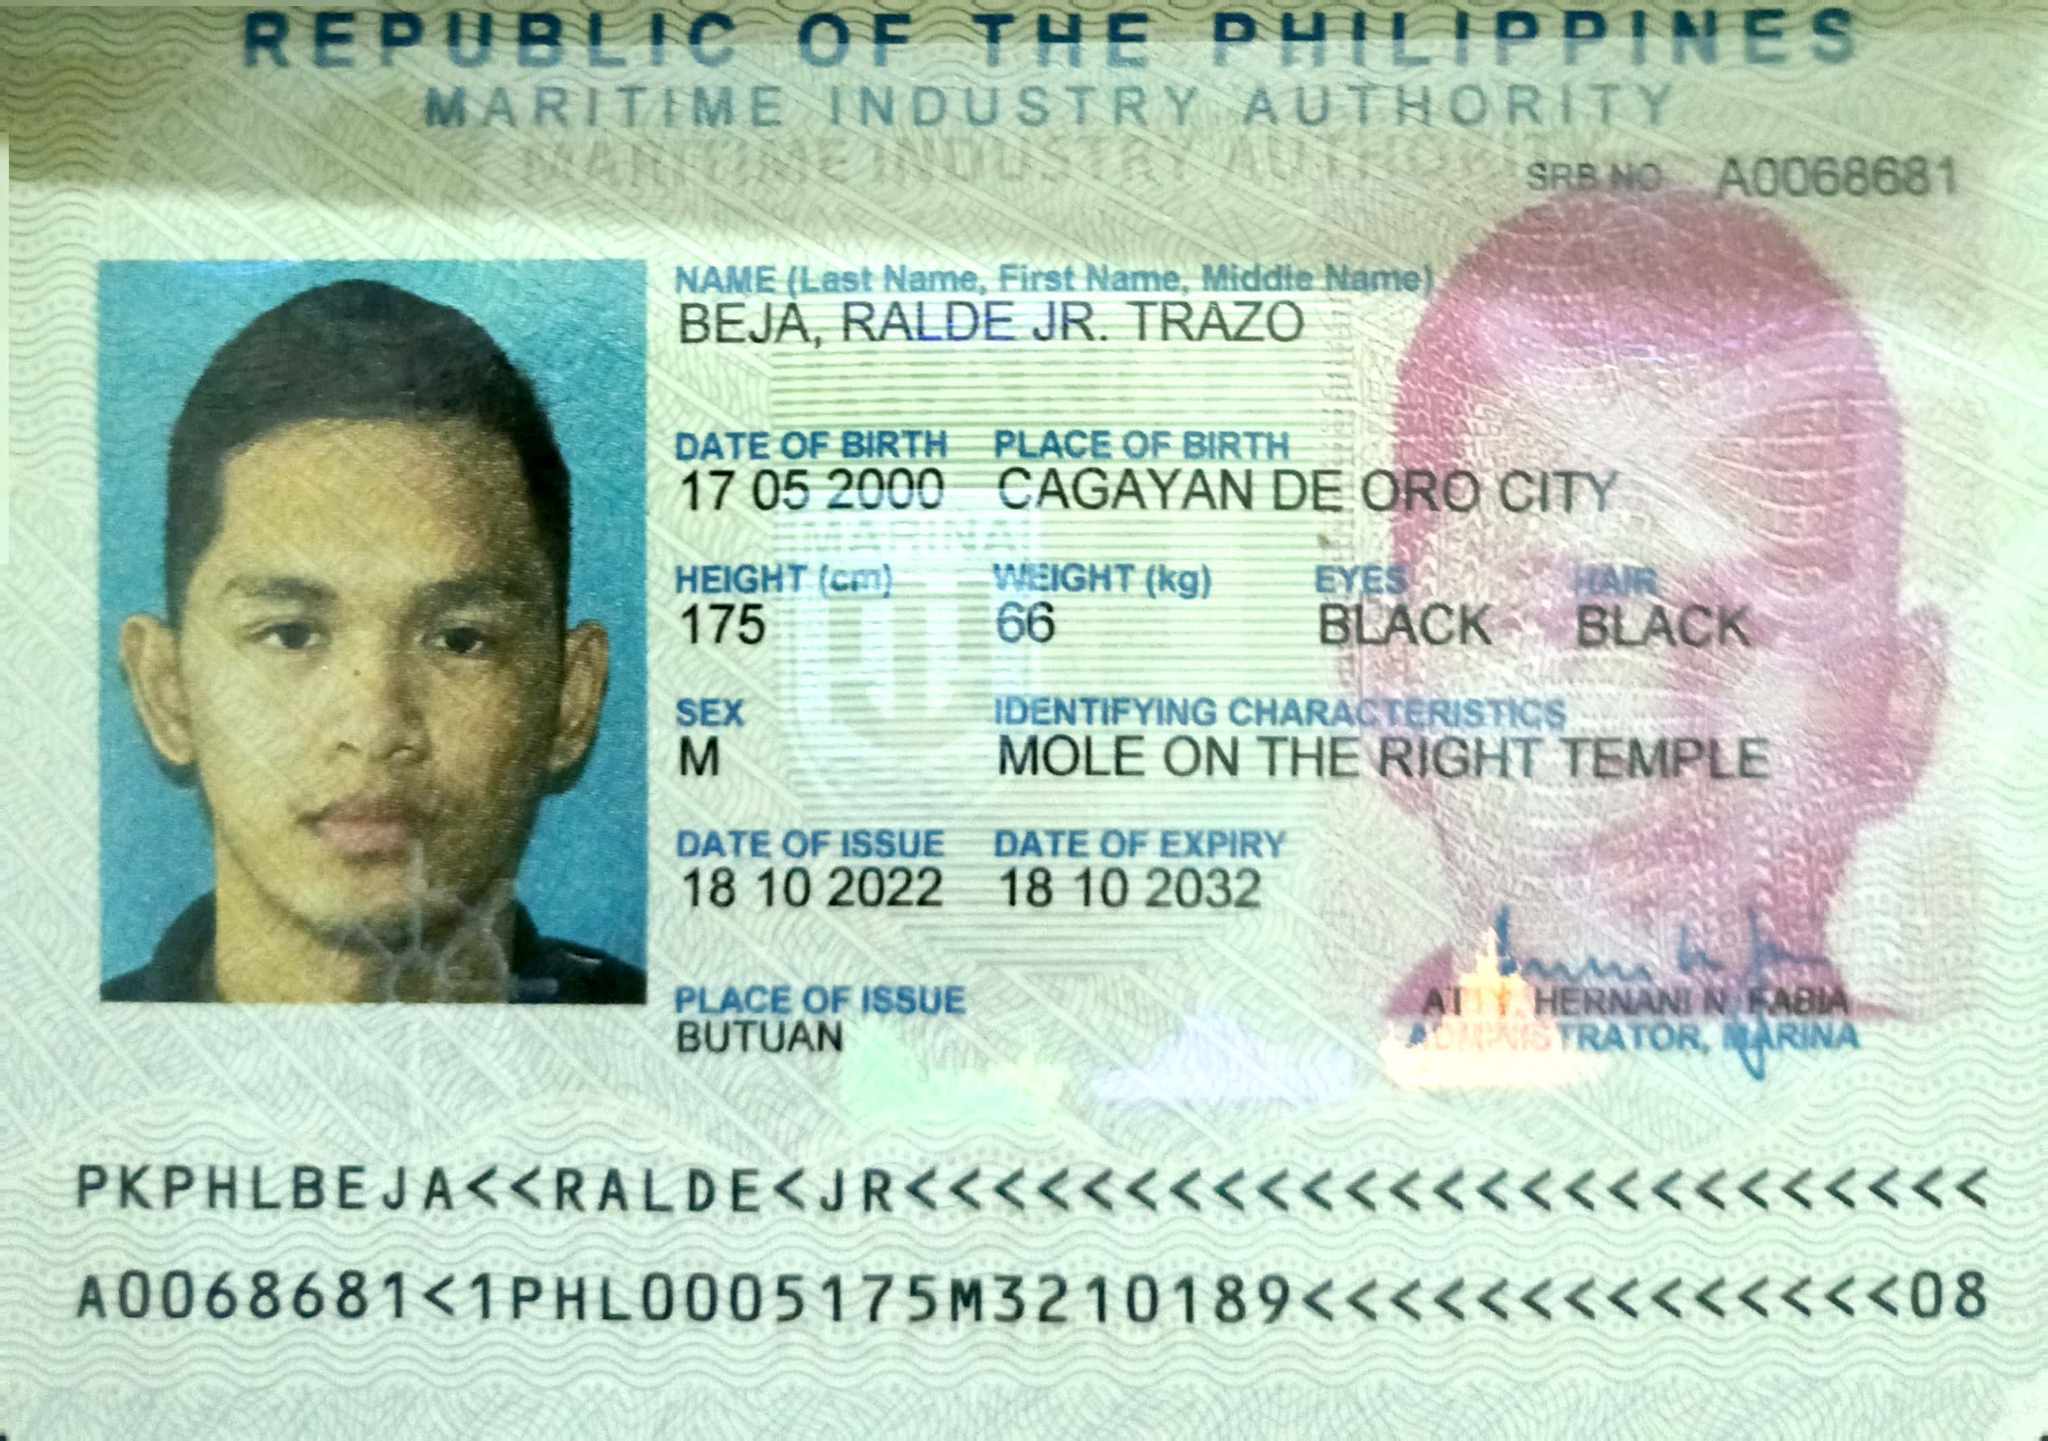 REPUBLIC OF THE PHILIPPINES
MARITIME INDUSTRY AUTHORITY
MARITIME INDUSTRY AUTHORITY
SRB NO A0068681
NAME (Last Name, First Name, Middle Name)
BEJA, RALDE JR. TRAZO
DATE OF BIRTH PLACE OF BIRTH
17 05 2000 CAGAYAN DE ORO CITY
MARINA
HEIGHT (cm) WEIGHT (kg) EYES HAIR
175 66 BLACK BLACK
SEX IDENTIFYING CHARACTERISTICS
M MOLE ON THE RIGHT TEMPLE
DATE OF ISSUE DATE OF EXPIRY
18 10 2022 18 10 2032
PLACE OF ISSUE
BUTUAN
ATTY. HERNANI N. FABIA
ADMINISTRATOR, MARINA
PKPHLBEJA<<RALDE<JR<<<<<<<<<<<<<<<<<<<<<<<<<
A0068681<1PHL0005175M3210189<<<<<<<<<<<<<<08